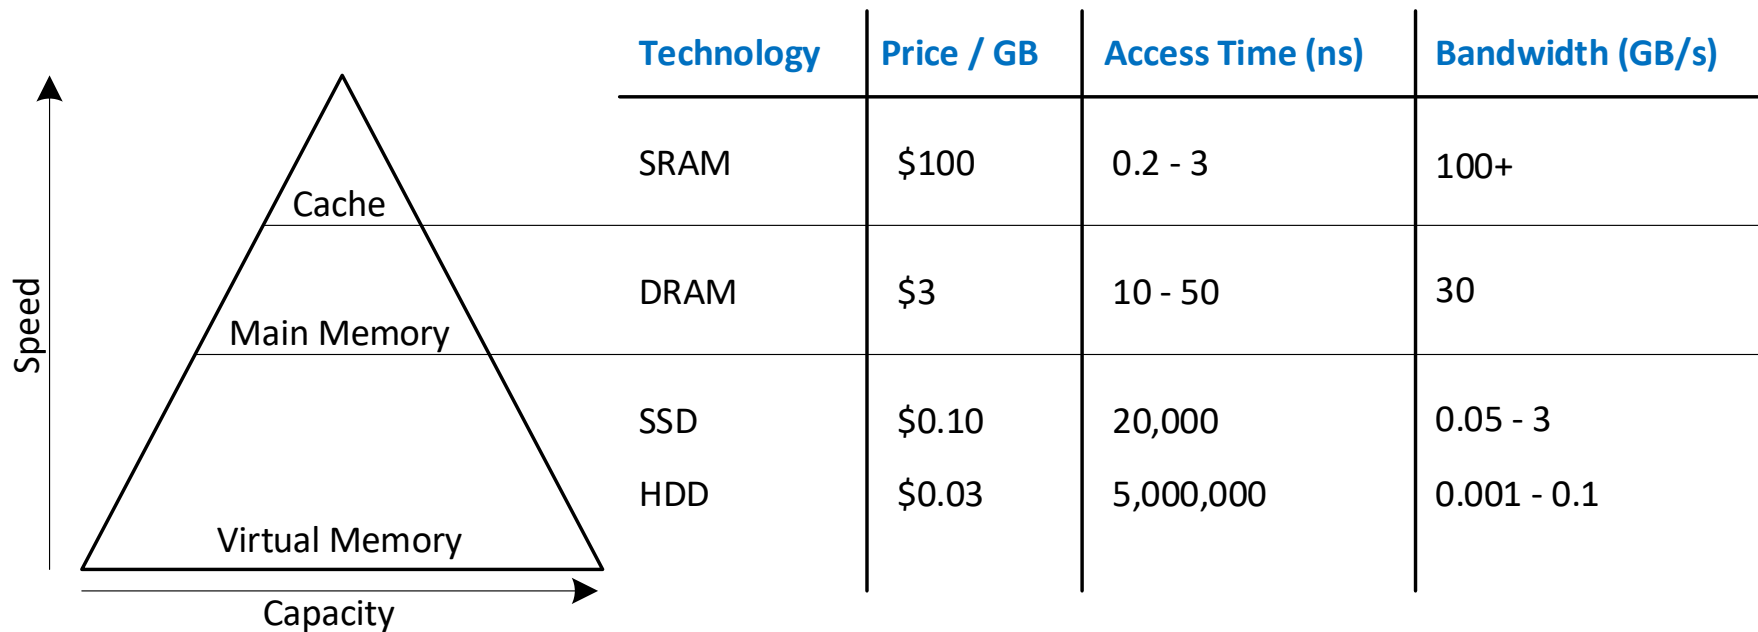 Technology Price / GB Access Time (ns) Bandwidth (GB/s)
SRAM $100 0.2 - 3 100+
Cache
DRAM $3 10 - 50 30
Main Memory
SSD $0.10 20,000 0.05 - 3
HDD $0.03 5,000,000 0.001 - 0.1
Virtual Memory
Speed
Capacity